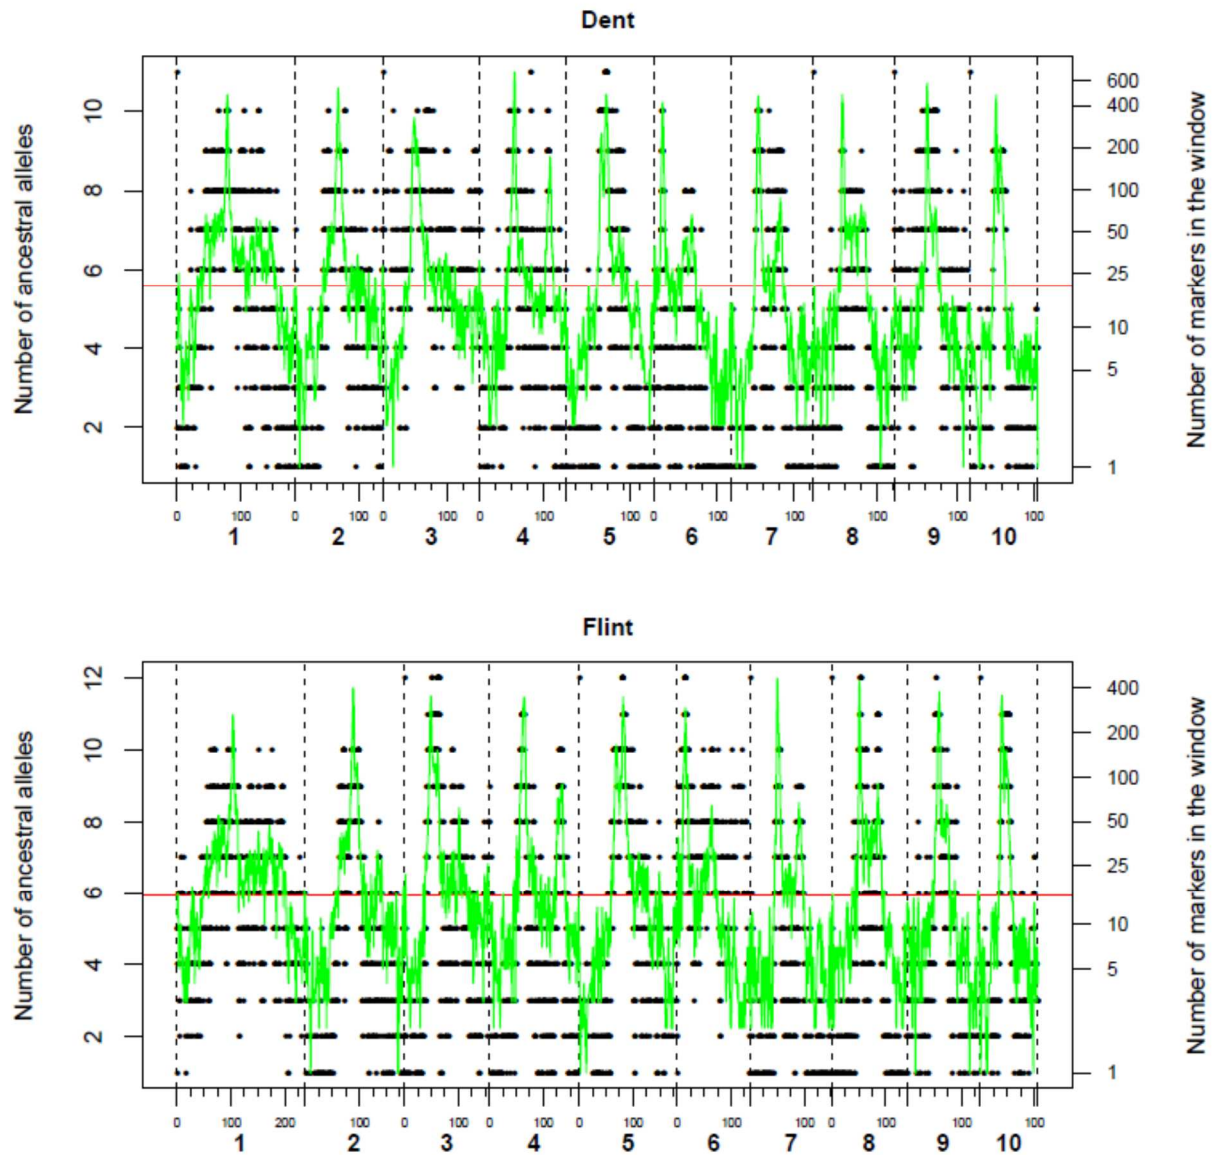 Dent
Number of ancestral alleles
Number of markers in the window
10
8
6
4
2
600
400
200
100
50
25
10
5
1
0 100 0 100 0 100 0 100 100 0 100 100 100 100 100
1 2 3 4 5 6 7 8 9 10
Flint
Number of ancestral alleles
Number of markers in the window
12
10
8
6
4
2
400
200
100
50
25
10
5
1
0 100 200 100 0 100 0 100 0 100 0 100 100 0 100 100 100
1 2 3 4 5 6 7 8 9 10